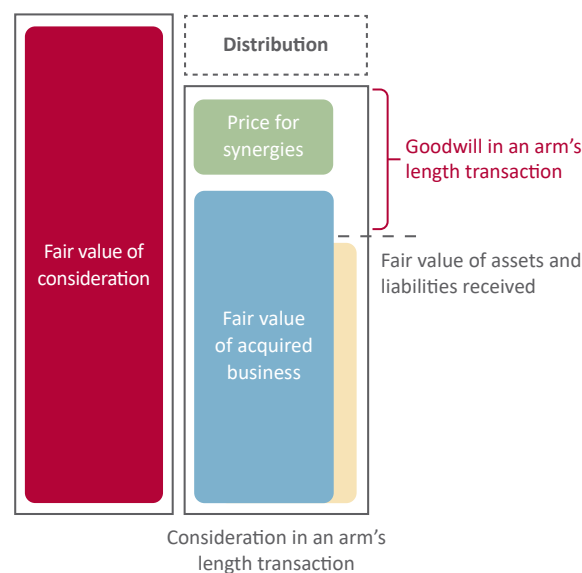 Distribution
Price for
synergies
Goodwill in an arm’s
length transaction
Fair value of
consideration
Fair value of assets and
liabilities received
Fair value
of acquired
business
Consideration in an arm’s
length transaction